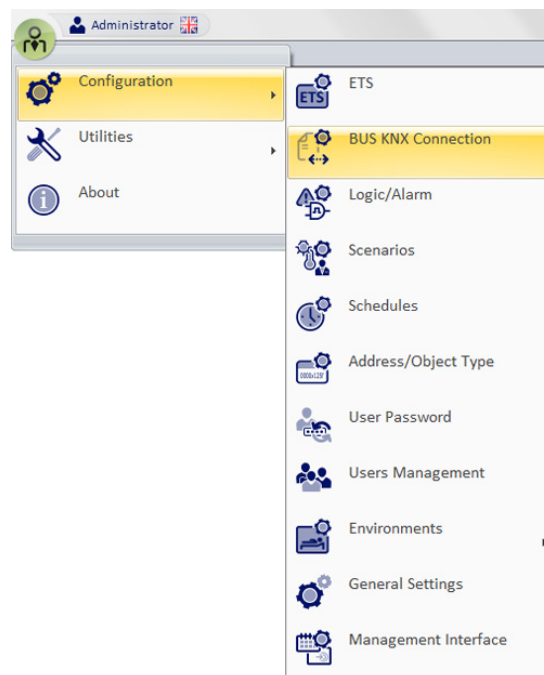 Administrator
Configuration
Utilities
About
ETS
ETS
BUS KNX Connection
Logic/Alarm
Scenarios
Schedules
Address/Object Type
User Password
Users Management
Environments
General Settings
Management Interface